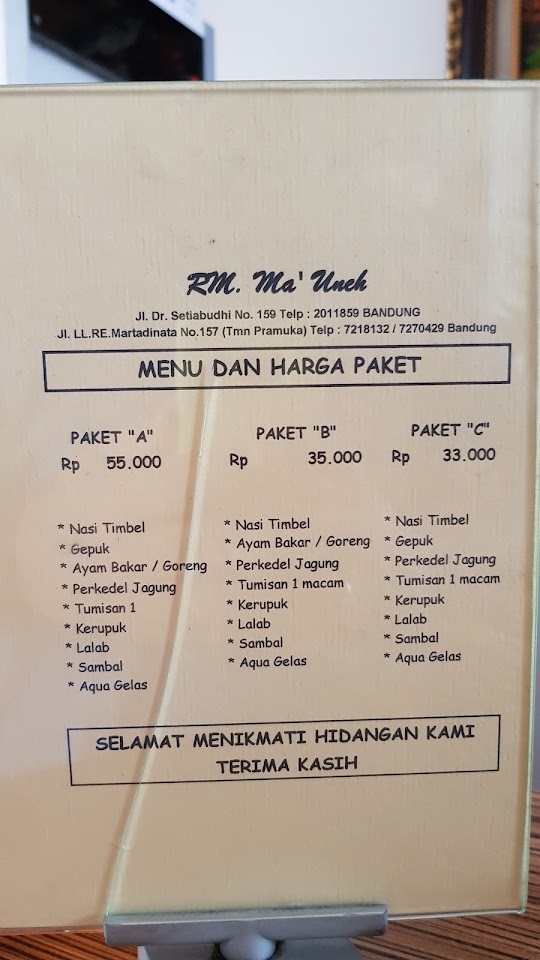 RM. Ma' Uneh
Jl. Dr. Setiabudhi No. 159 Telp : 2011859 BANDUNG
Jl. LL.RE.Martadinata No.157 (Tmn Pramuka) Telp : 7218132 / 7270429 Bandung
MENU DAN HARGA PAKET
PAKET "A"
Rp 55.000
* Nasi Timbel
* Gepuk
* Ayam Bakar / Goreng
* Perkedel Jagung
* Tumisan 1
* Kerupuk
* Lalab
* Sambal
* Aqua Gelas
PAKET "B"
Rp 35.000
* Nasi Timbel
* Ayam Bakar / Goreng
* Perkedel Jagung
* Tumisan 1 macam
* Kerupuk
* Lalab
* Sambal
* Aqua Gelas
PAKET "C"
Rp 33.000
* Nasi Timbel
* Gepuk
* Perkedel Jagung
* Tumisan 1 macam
* Kerupuk
* Lalab
* Sambal
* Aqua Gelas
SELAMAT MENIKMATI HIDANGAN KAMI
TERIMA KASIH